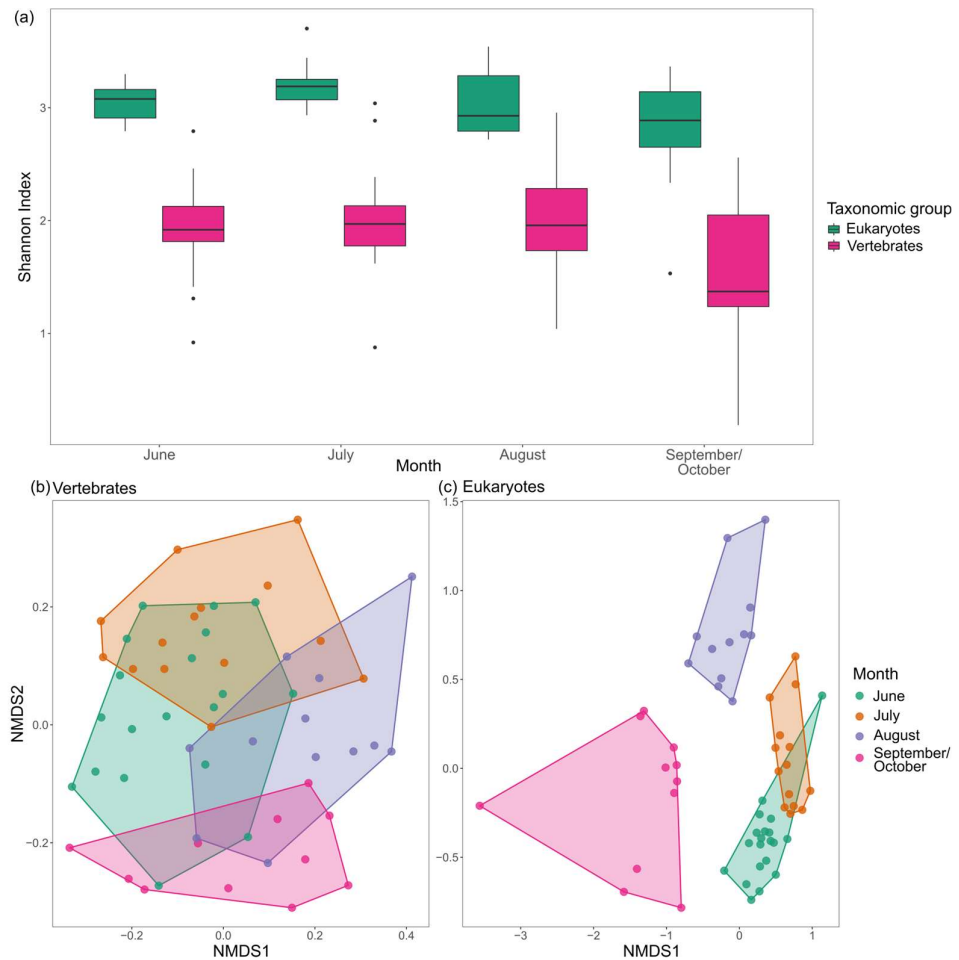 (a)
3
2
1
Shannon Index
June
July
August
September/
October
Month
Taxonomic group
Eukaryotes
Vertebrates
(b) Vertebrates
0.2
0.0
−0.2
NMDS2
−0.2
0.0
0.2
0.4
NMDS1
(c) Eukaryotes
1.5
1.0
0.5
0.0
−0.5
−1.0
−3
−2
−1
0
1
NMDS1
Month
June
July
August
September/
October